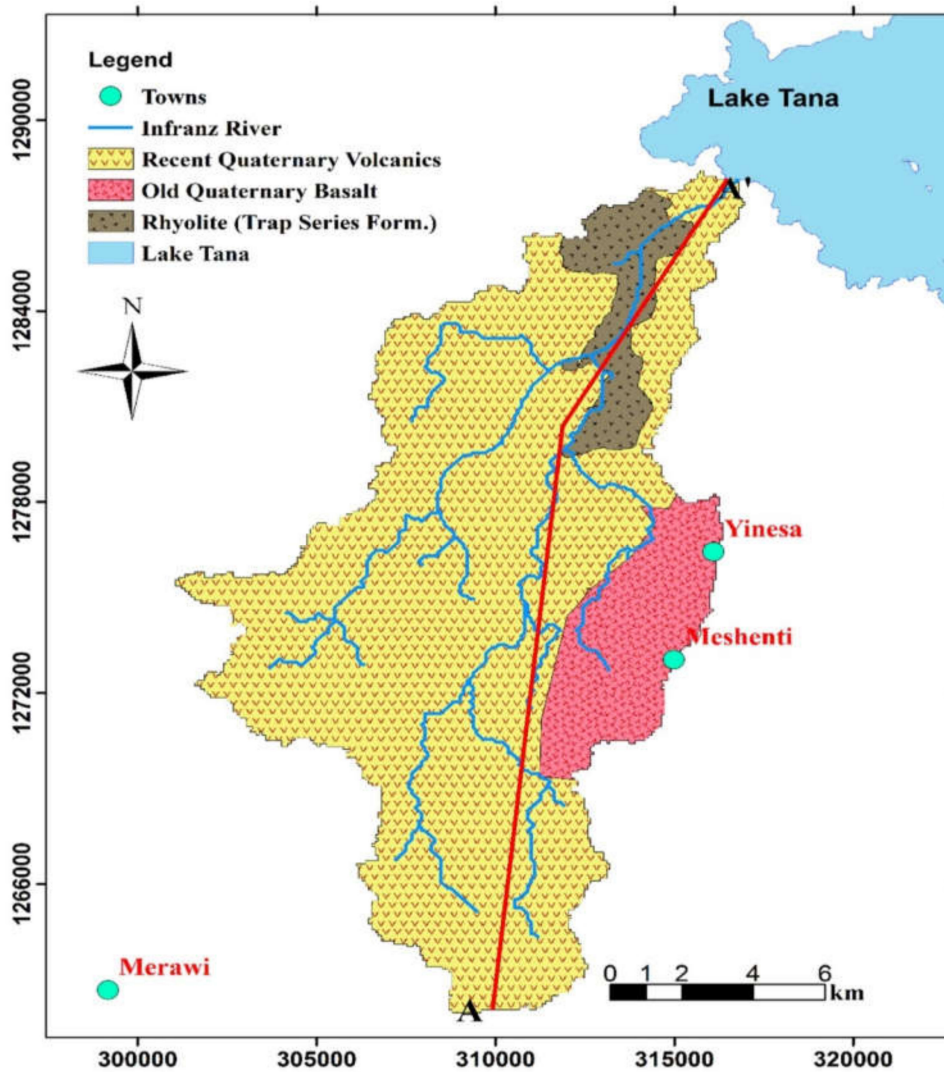 Legend
Towns
Infranz River
Recent Quaternary Volcanics
Old Quaternary Basalt
Rhyolite (Trap Series Form.)
Lake Tana
Lake Tana
N
A'
Yinesa
Meshenti
Merawi
A
0 1 2 4 6
km
1290000
1284000
1278000
1272000
1266000
300000 305000 310000 315000 320000